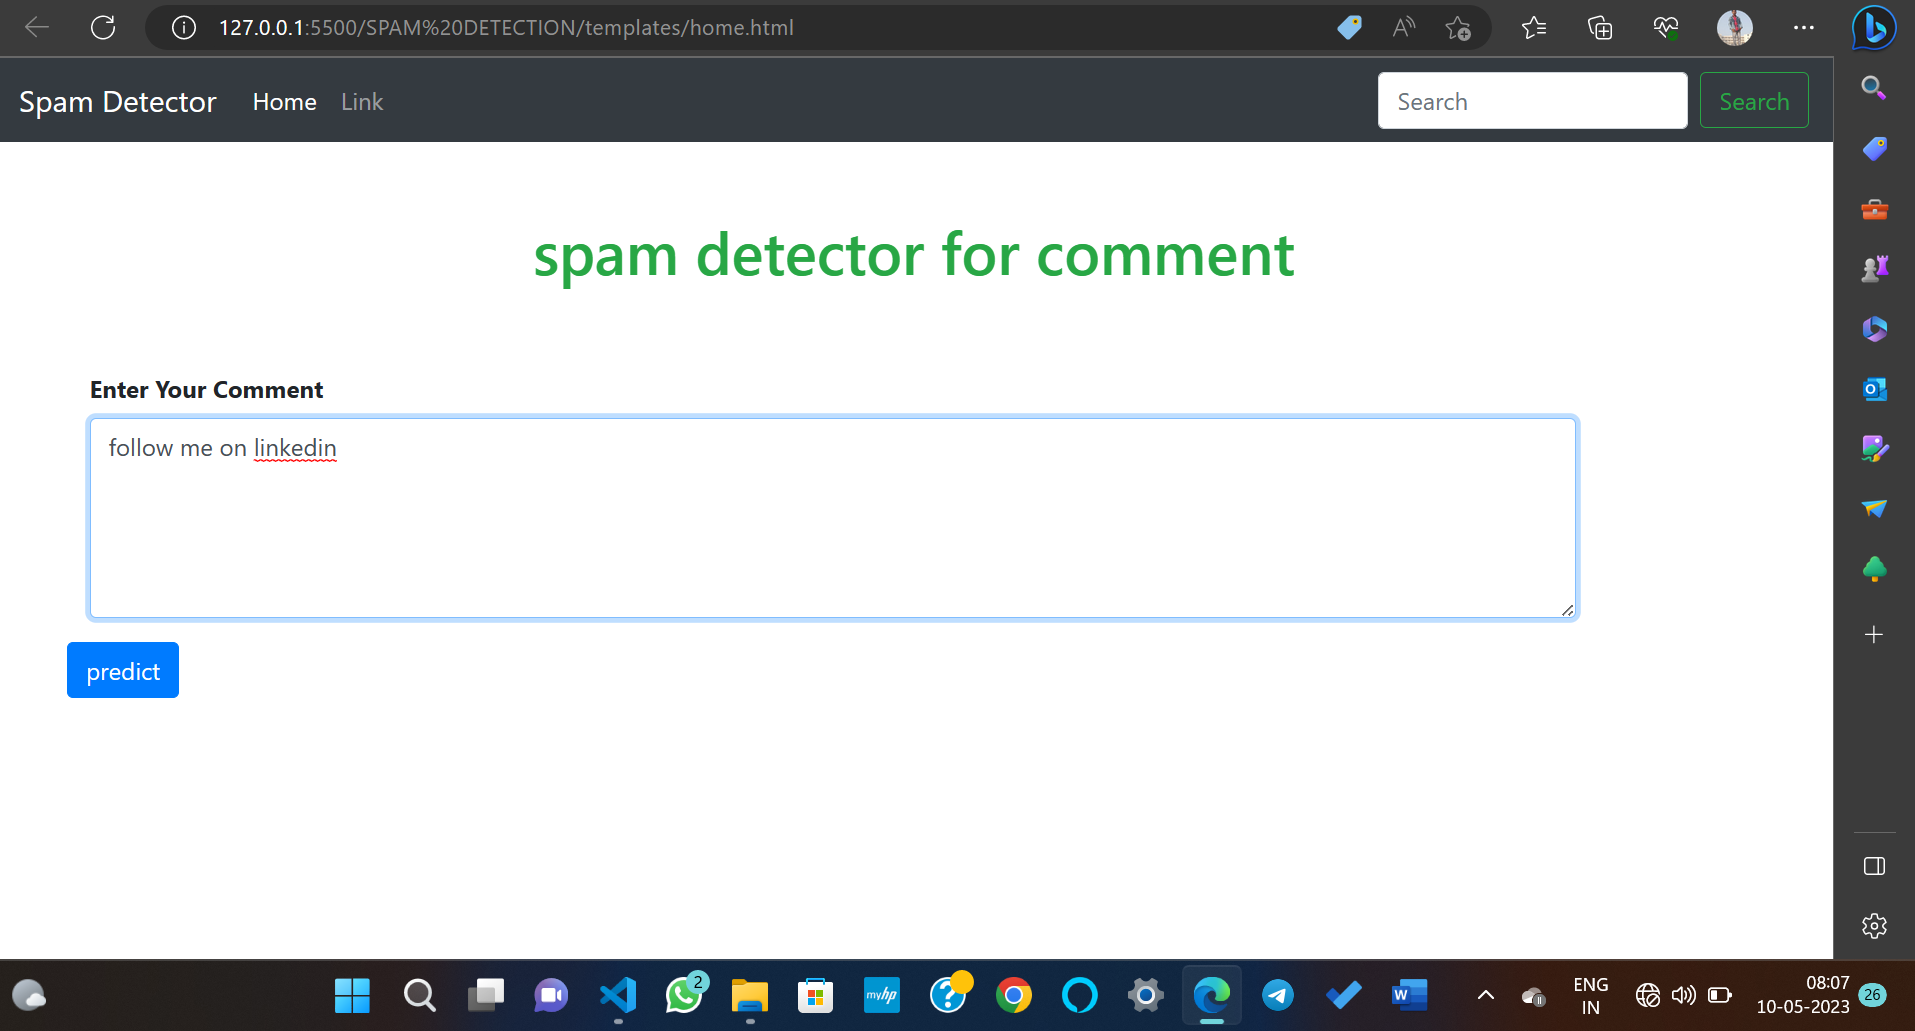 127.0.0.1:5500/SPAM%20DETECTION/templates/home.html
Spam Detector Home Link Search Search
spam detector for comment
Enter Your Comment
follow me on linkedin
predict
2
myhp
W
ENG
IN
08:07
10-05-2023
26